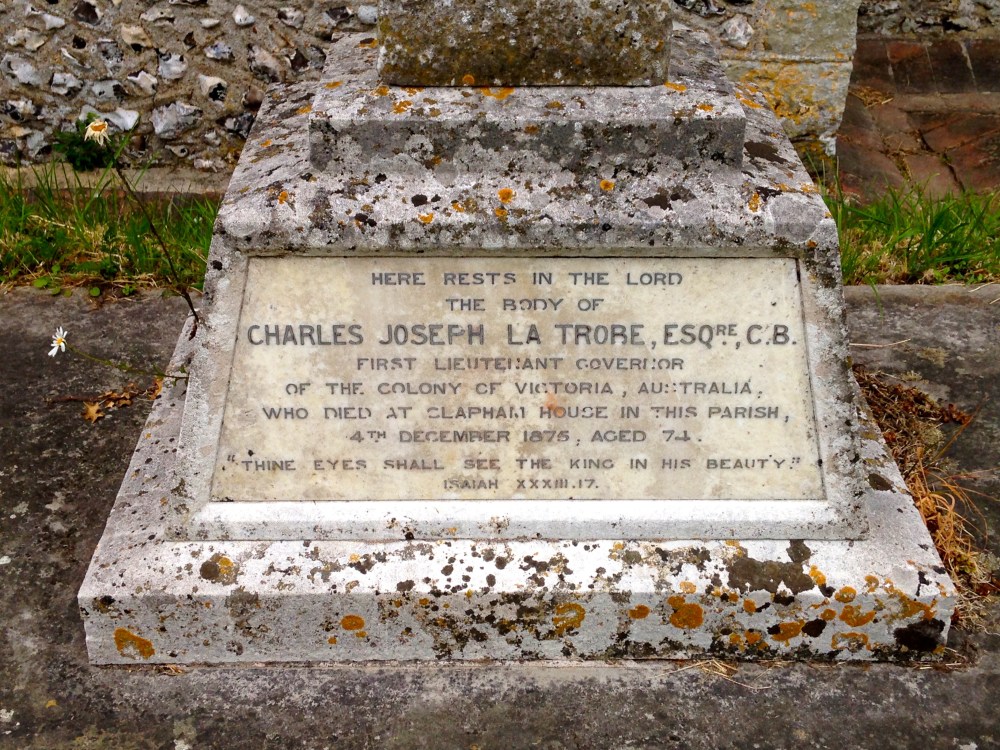 HERE RESTS IN THE LORD
THE BODY OF
CHARLES JOSEPH LA TROBE, ESQRE, C.B.
FIRST LIEUTENANT GOVERNOR
OF THE COLONY OF VICTORIA, AUSTRALIA,
WHO DIED AT CLAPHAM HOUSE IN THIS PARISH,
4TH DECEMBER 1875, AGED 74.
"THINE EYES SHALL SEE THE KING IN HIS BEAUTY."
ISAIAH XXXIII.17.